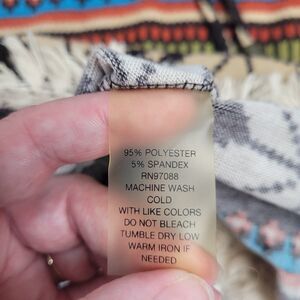 95% POLYESTER
5% SPANDEX
RN97088
MACHINE WASH
COLD
WITH LIKE COLORS
DO NOT BLEACH
TUMBLE DRY LOW
WARM IRON IF
NEEDED